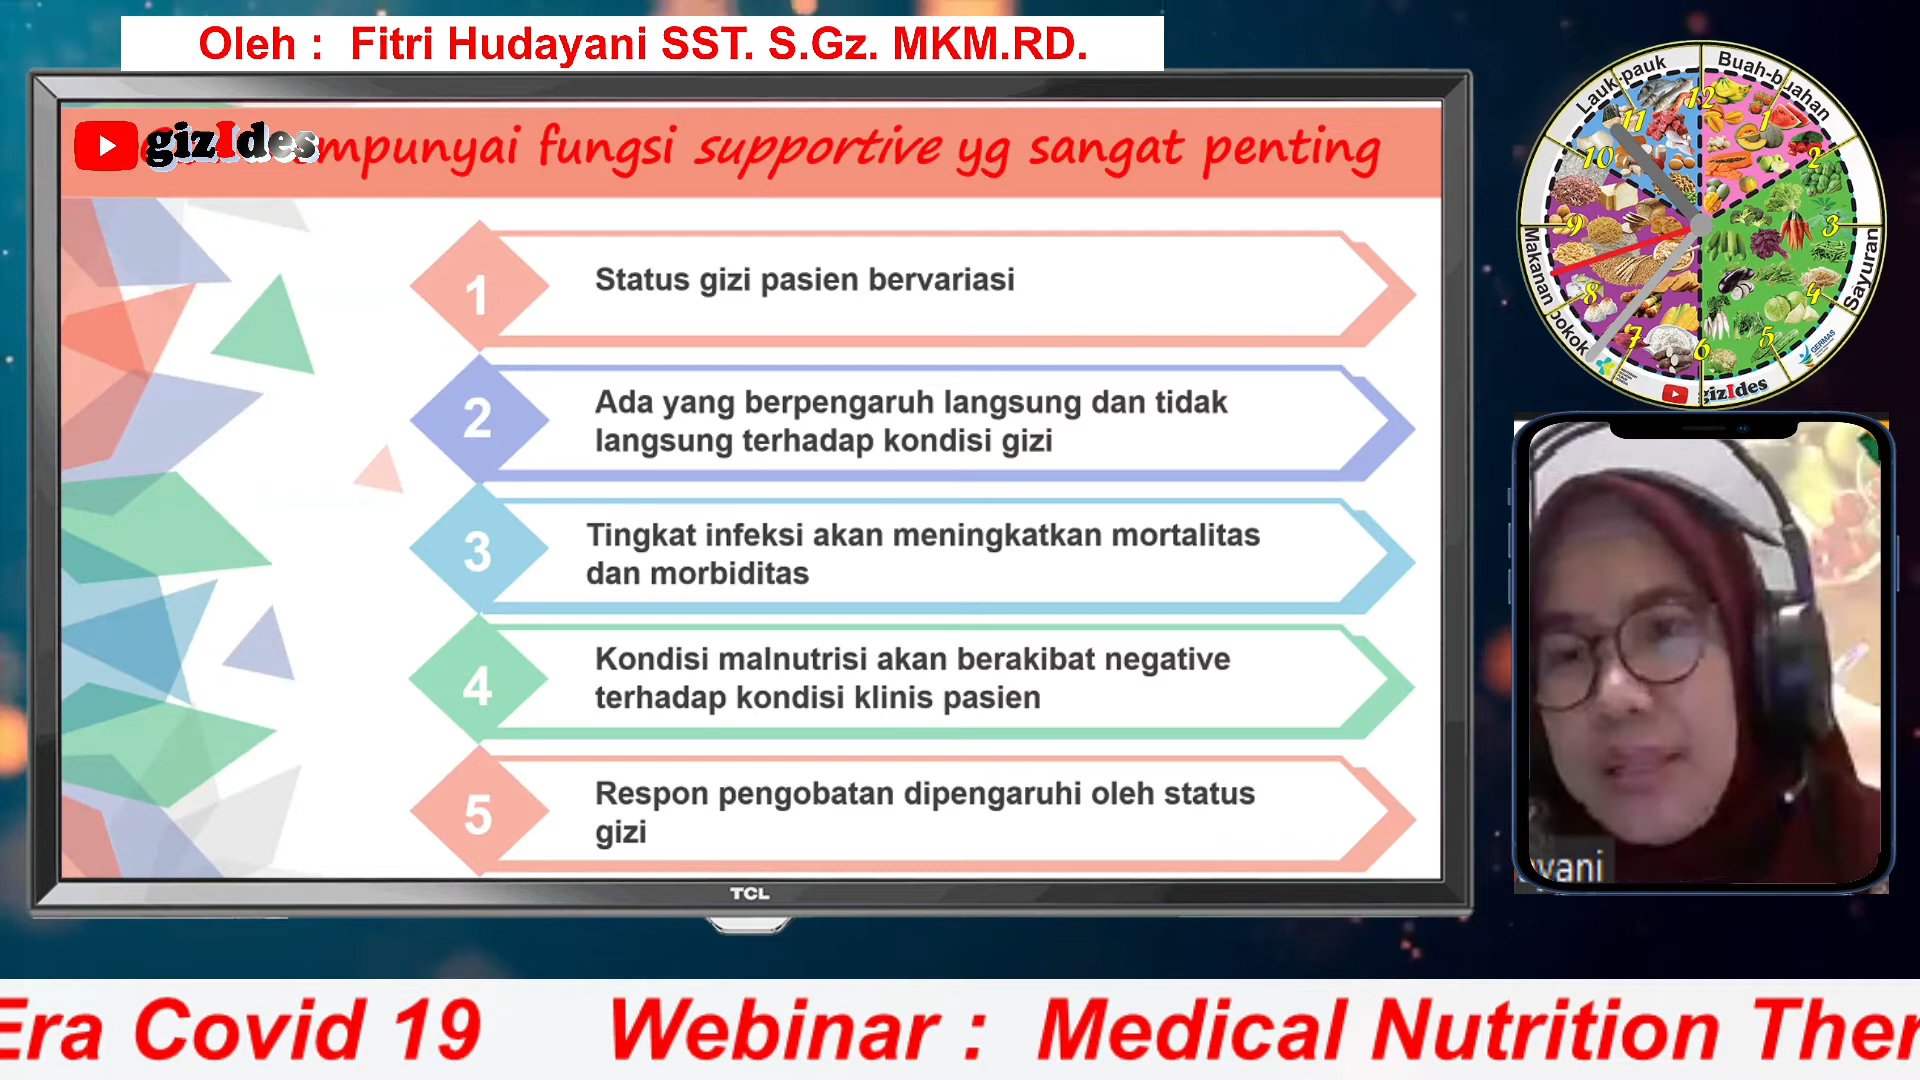 Oleh : Fitri Hudayani SST. S.Gz. MKM.RD.
gizIdes
mpunyai fungsi supportive yg sangat penting
1
Status gizi pasien bervariasi
2
Ada yang berpengaruh langsung dan tidak
langsung terhadap kondisi gizi
3
Tingkat infeksi akan meningkatkan mortalitas
dan morbiditas
4
Kondisi malnutrisi akan berakibat negative
terhadap kondisi klinis pasien
5
Respon pengobatan dipengaruhi oleh status
gizi
TCL
Lauk-pauk
Buah-buahan
Sayuran
Makanan pokok
12
1
2
3
4
5
6
7
8
9
10
11
GERMAS
gizIdes
yani
Era Covid 19 Webinar : Medical Nutrition Ther